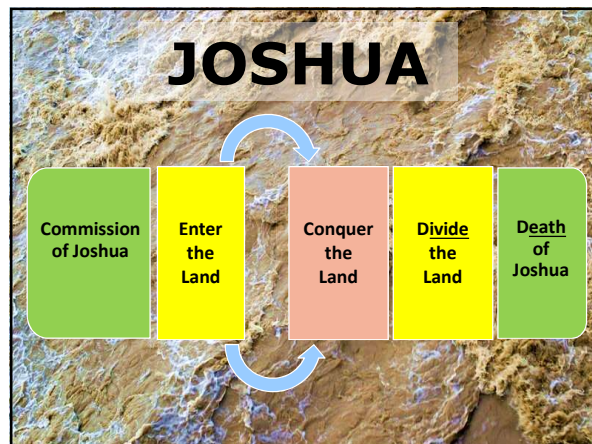 JOSHUA
Commission
of Joshua
Enter
the
Land
Conquer
the
Land
Divide
the
Land
Death
of
Joshua